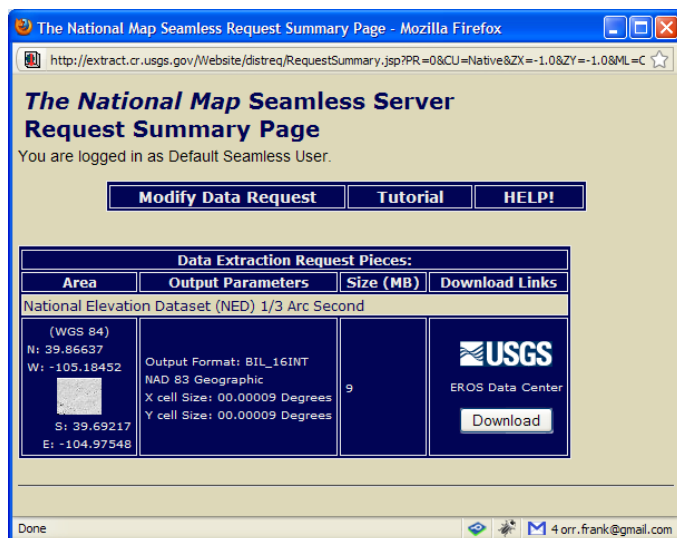 The National Map Seamless Request Summary Page - Mozilla Firefox
http://extract.cr.usgs.gov/Website/distreq/RequestSummary.jsp?PR=0&CU=Native&ZX=-1.0&ZY=-1.0&ML=C
The National Map Seamless Server
Request Summary Page
You are logged in as Default Seamless User.
Modify Data Request Tutorial HELP!
Data Extraction Request Pieces:
Area Output Parameters Size (MB) Download Links
National Elevation Dataset (NED) 1/3 Arc Second
(WGS 84)
N: 39.86637
W: -105.18452
S: 39.69217
E: -104.97548
Output Format: BIL_16INT
NAD 83 Geographic
X cell Size: 00.00009 Degrees
Y cell Size: 00.00009 Degrees
9
USGS
EROS Data Center
Download
Done
4 orr.frank@gmail.com